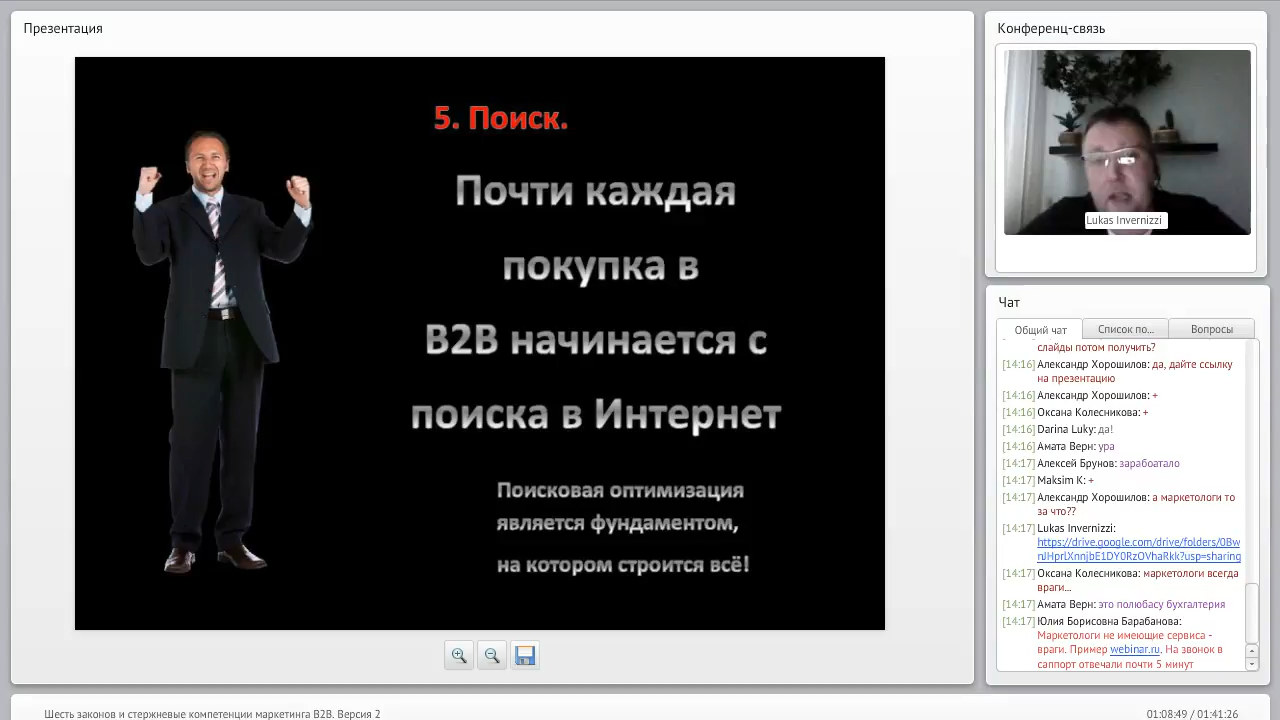 Презентация
5. Поиск.
Почти каждая
покупка в
B2B начинается с
поиска в Интернет
Поисковая оптимизация
является фундаментом,
на котором строится всё!
Конференц-связь
Lukas Invernizzi
Чат
Общий чат
Список по...
Вопросы
слайды потом получить?
[14:16] Александр Хорошилов: да, дайте ссылку
на презентацию
[14:16] Александр Хорошилов: +
[14:16] Оксана Колесникова: +
[14:16] Darina Luky: да!
[14:16] Амата Верн: ура
[14:17] Алексей Брунов: зарабоатало
[14:17] Maksim K: +
[14:17] Александр Хорошилов: а маркетологи то
за что??
[14:17] Lukas Invernizzi:
https://drive.google.com/drive/folders/0Bw
nJHprlXnnjbE1DY0RzOVhaRkk?usp=sharing
[14:17] Оксана Колесникова: маркетологи всегда
враги...
[14:17] Амата Верн: это полюбасу бухгалтерия
[14:17] Юлия Борисовна Барабанова:
Маркетологи не имеющие сервиса -
враги. Пример webinar.ru. На звонок в
саппорт отвечали почти 5 минут
Шесть законов и стержневые компетенции маркетинга B2B. Версия 2
01:08:49 / 01:41:26